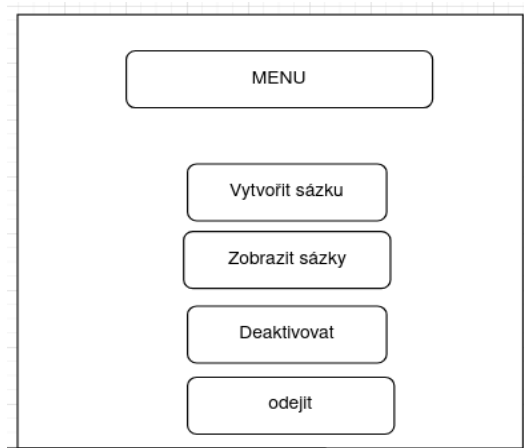 MENU
Vytvořit sázku
Zobrazit sázky
Deaktivovat
odejit